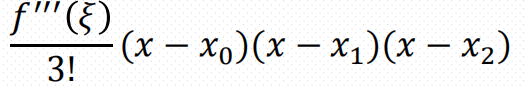 f'''(ξ)/3! (x − x₀)(x − x₁)(x − x₂)